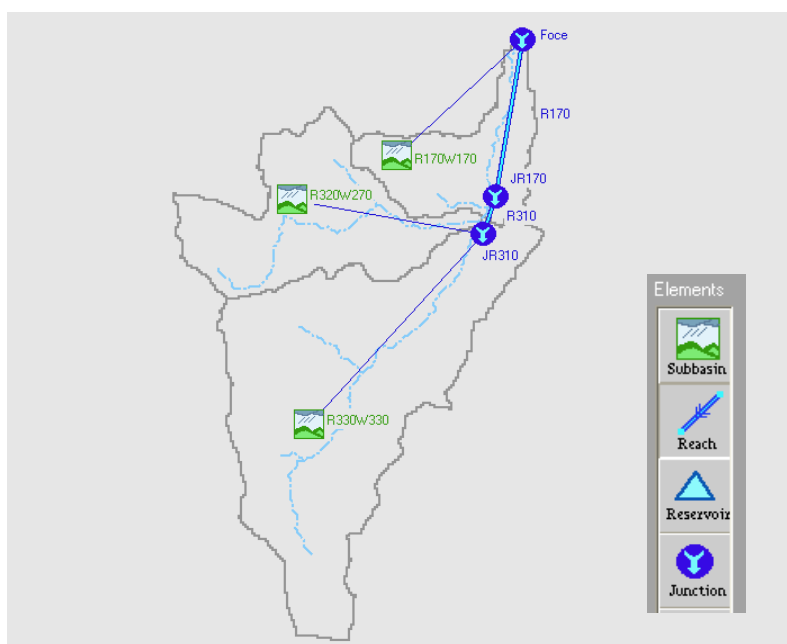 Foce
R170
R170W170
JR170
R320W270
R310
JR310
R330W330
Elements
Subbasin
Reach
Reservoir
Junction